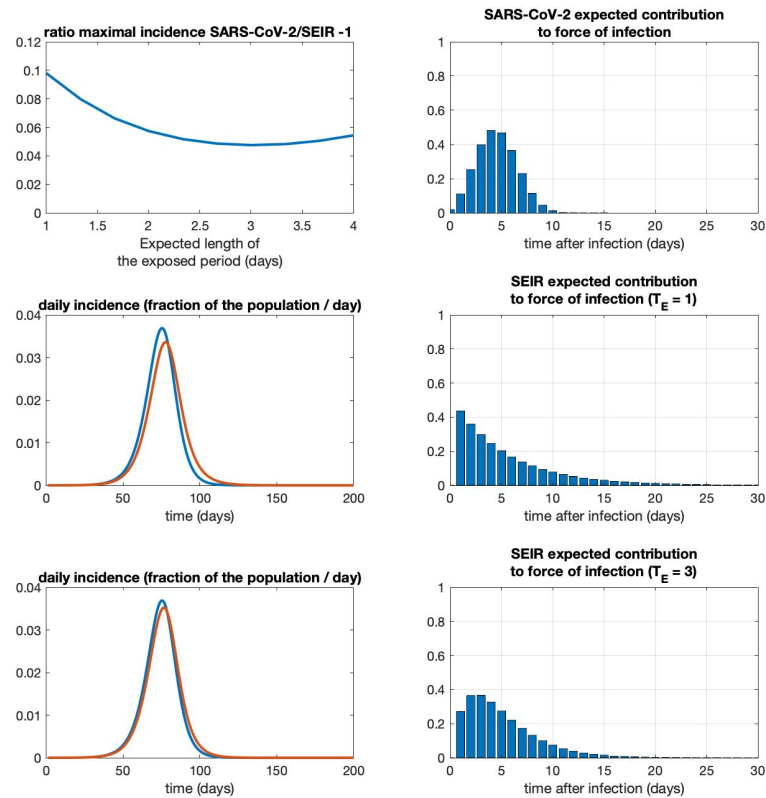 ratio maximal incidence SARS-CoV-2/SEIR -1
0.12
0.1
0.08
0.06
0.04
0.02
0
1 1.5 2 2.5 3 3.5 4
Expected length of
the exposed period (days)
SARS-CoV-2 expected contribution
to force of infection
1
0.8
0.6
0.4
0.2
0
0 5 10 15 20 25 30
time after infection (days)
daily incidence (fraction of the population / day)
0.04
0.03
0.02
0.01
0
0 50 100 150 200
time (days)
SEIR expected contribution
to force of infection (T_E = 1)
1
0.8
0.6
0.4
0.2
0
0 5 10 15 20 25 30
time after infection (days)
daily incidence (fraction of the population / day)
0.04
0.03
0.02
0.01
0
0 50 100 150 200
time (days)
SEIR expected contribution
to force of infection (T_E = 3)
1
0.8
0.6
0.4
0.2
0
0 5 10 15 20 25 30
time after infection (days)